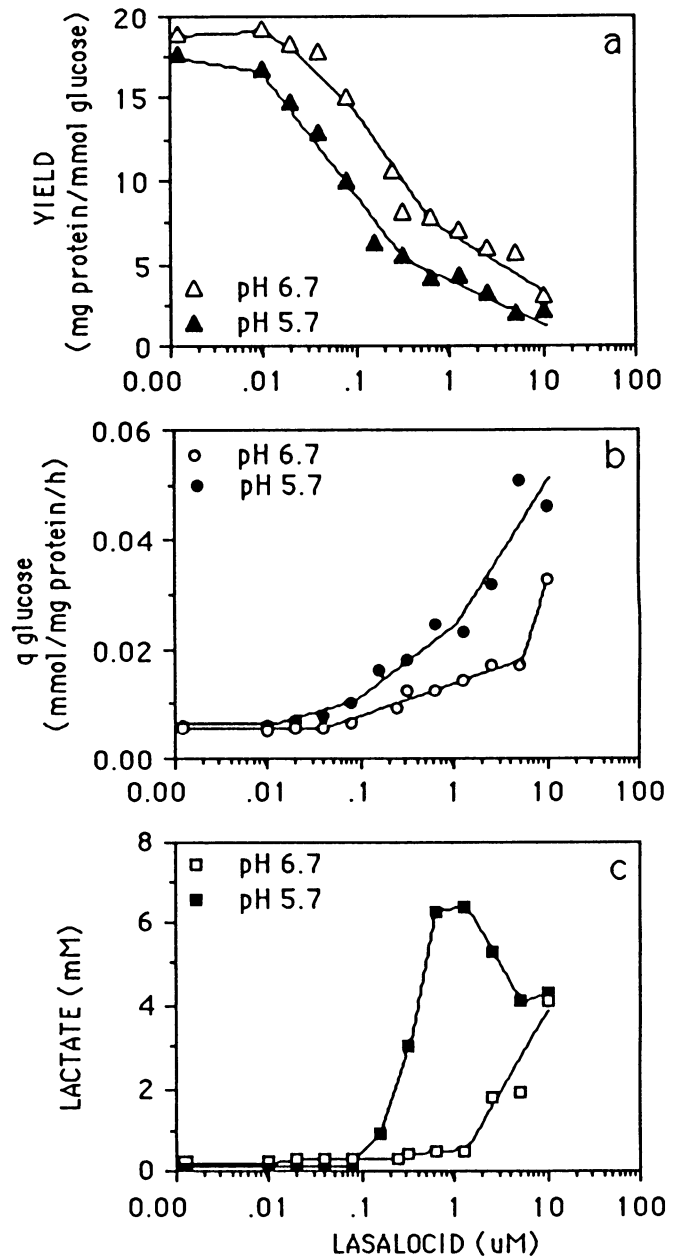 a
YIELD
(mg protein/mmol glucose)
20
15
10
5
0
pH 6.7
pH 5.7
0.00 .01 .1 1 10 100
b
q glucose
(mmol/mg protein/h)
0.06
0.04
0.02
0.00
pH 6.7
pH 5.7
0.00 .01 .1 1 10 100
c
LACTATE (mM)
8
6
4
2
0
pH 6.7
pH 5.7
0.00 .01 .1 1 10 100
LASALOCID (uM)